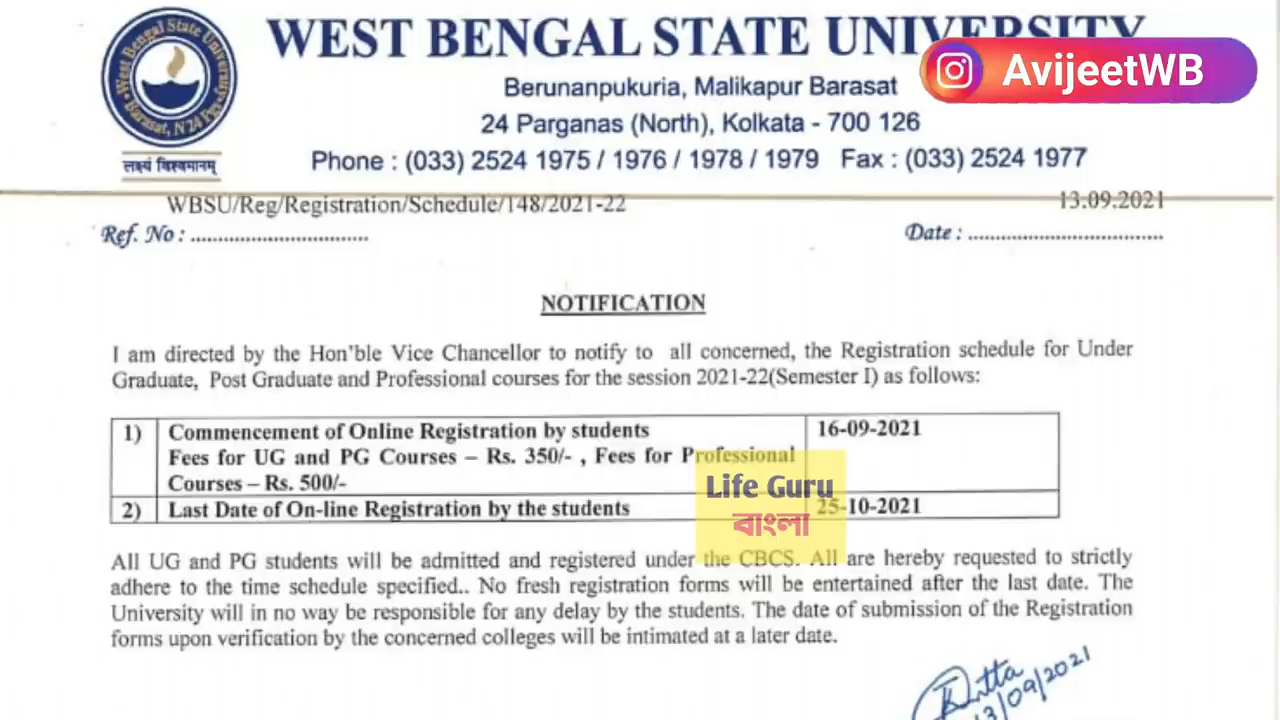 WEST BENGAL STATE UNIVERSITY
AvijeetWB
West Bengal State University
Barasat, N 24 Pgs
Berunanpukuria, Malikapur Barasat
24 Parganas (North), Kolkata - 700 126
लक्ष्यं विश्वमानम्
Phone : (033) 2524 1975 / 1976 / 1978 / 1979 Fax : (033) 2524 1977
WBSU/Reg/Registration/Schedule/148/2021-22 13.09.2021
Ref. No : ................................. Date : ....................................
NOTIFICATION
I am directed by the Hon'ble Vice Chancellor to notify to all concerned, the Registration schedule for Under
Graduate, Post Graduate and Professional courses for the session 2021-22(Semester I) as follows:
1) Commencement of Online Registration by students 16-09-2021
Fees for UG and PG Courses – Rs. 350/- , Fees for Professional
Courses – Rs. 500/-
Life Guru
2) Last Date of On-line Registration by the students 25-10-2021
বাংলা
All UG and PG students will be admitted and registered under the CBCS. All are hereby requested to strictly
adhere to the time schedule specified.. No fresh registration forms will be entertained after the last date. The
University will in no way be responsible for any delay by the students. The date of submission of the Registration
forms upon verification by the concerned colleges will be intimated at a later date.
13/09/2021